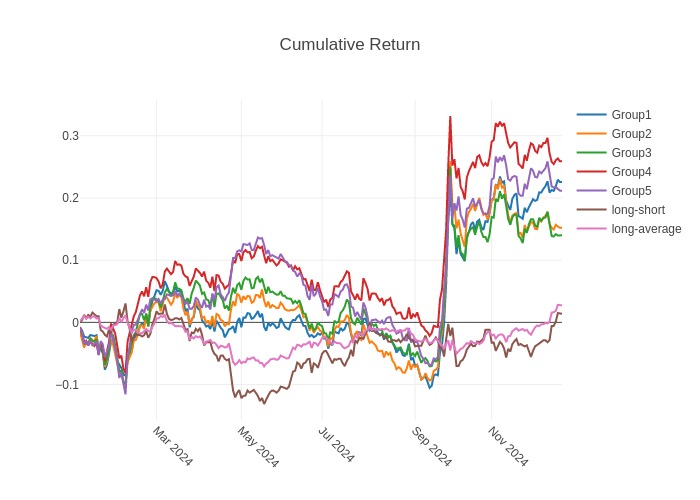 Cumulative Return
0.3
0.2
0.1
0
−0.1
Mar 2024
May 2024
Jul 2024
Sep 2024
Nov 2024
Group1
Group2
Group3
Group4
Group5
long-short
long-average